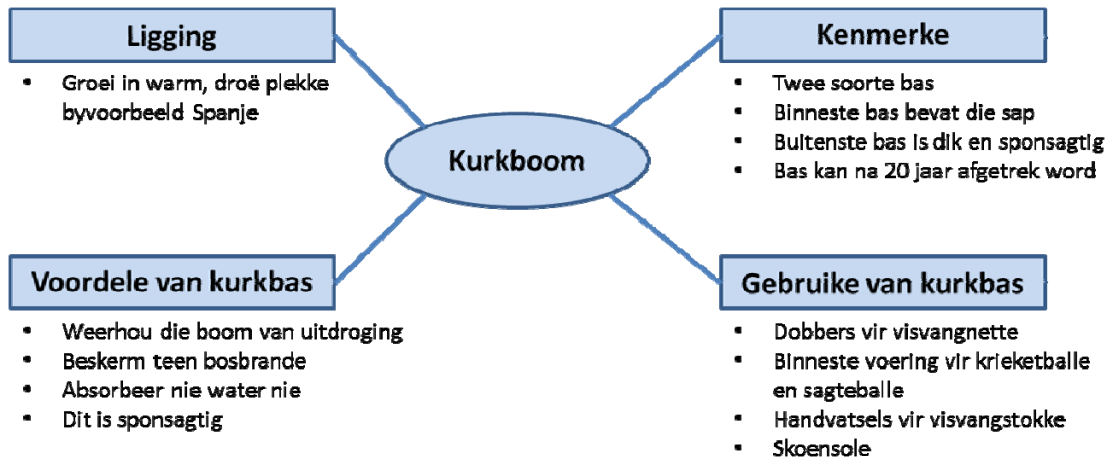 Ligging
▪ Groei in warm, droë plekke
byvoorbeeld Spanje
Kenmerke
▪ Twee soorte bas
▪ Binneste bas bevat die sap
▪ Buitenste bas is dik en sponsagtig
▪ Bas kan na 20 jaar afgetrek word
Kurkboom
Voordele van kurkbas
▪ Weerhou die boom van uitdroging
▪ Beskerm teen bosbrande
▪ Absorbeer nie water nie
▪ Dit is sponsagtig
Gebruike van kurkbas
▪ Dobbers vir visvangnette
▪ Binneste voering vir krieketballe
en sagteballe
▪ Handvatsels vir visvangstokke
▪ Skoensole